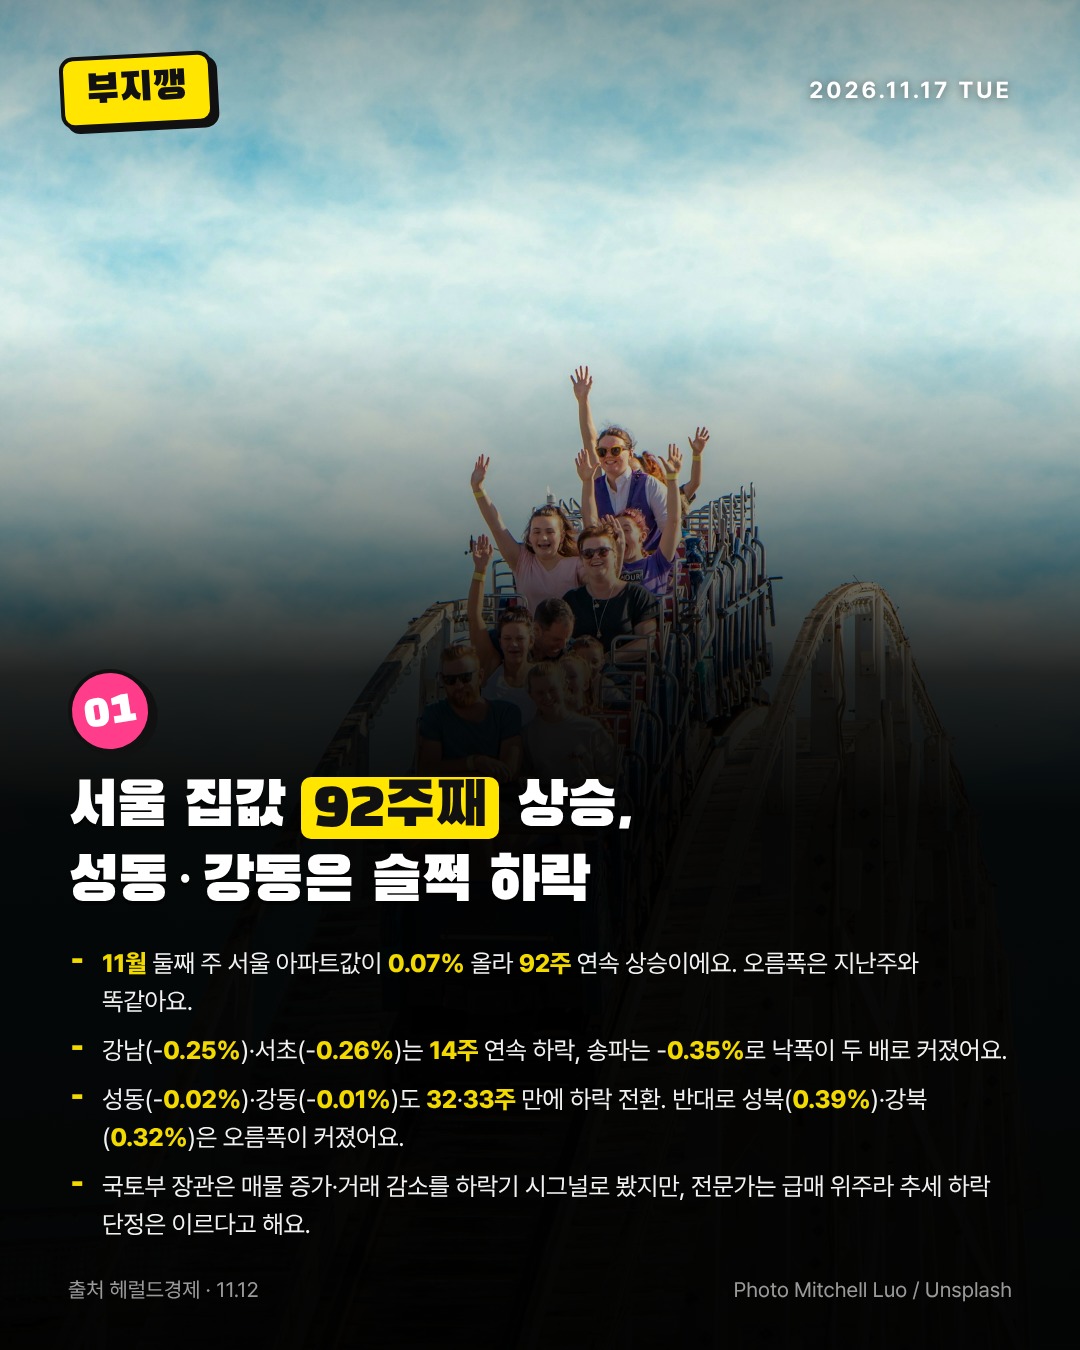 부지깽
2026.11.17 TUE
01
서울 집값 92주째 상승,
성동·강동은 슬쩍 하락
- 11월 둘째 주 서울 아파트값이 0.07% 올라 92주 연속 상승이에요. 오름폭은 지난주와
똑같아요.
- 강남(-0.25%)·서초(-0.26%)는 14주 연속 하락, 송파는 -0.35%로 낙폭이 두 배로 커졌어요.
- 성동(-0.02%)·강동(-0.01%)도 32·33주 만에 하락 전환. 반대로 성북(0.39%)·강북
(0.32%)은 오름폭이 커졌어요.
- 국토부 장관은 매물 증가·거래 감소를 하락기 시그널로 봤지만, 전문가는 급매 위주라 추세 하락
단정은 이르다고 해요.
출처 헤럴드경제 · 11.12
Photo Mitchell Luo / Unsplash